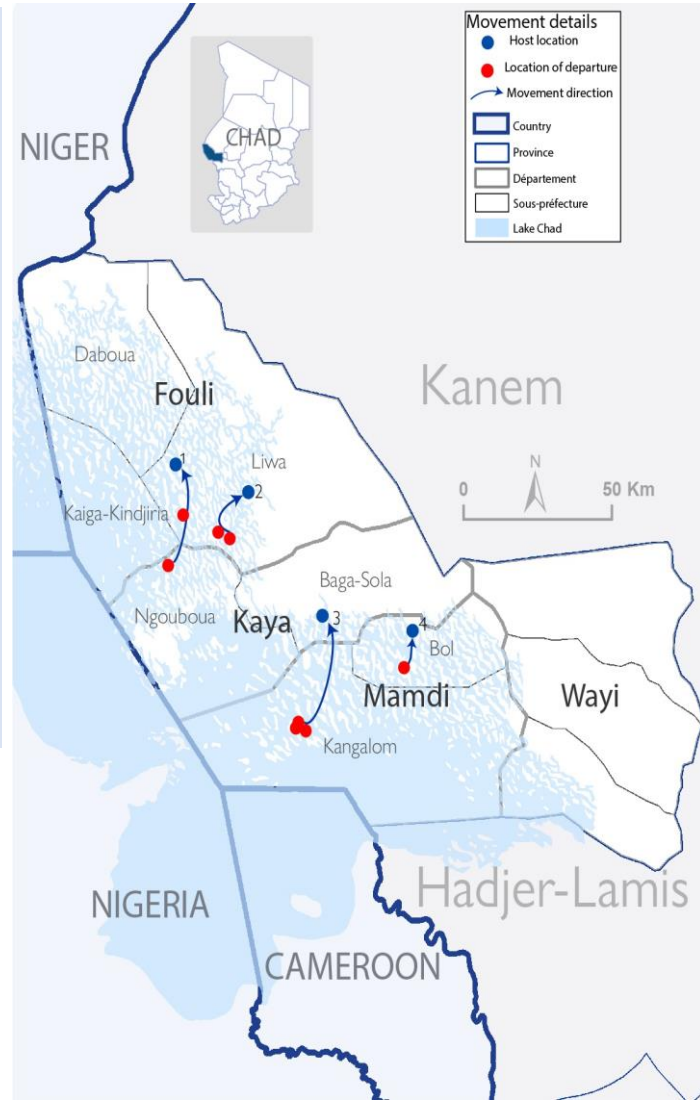 Movement details
Host location
Location of departure
Movement direction
Country
Province
Département
Sous-préfecture
Lake Chad
CHAD
NIGER
Daboua
Fouli
Kanem
1
Liwa
2
N
Kaiga-Kindjiria
0 50 Km
Baga-Sola
Ngouboua
Kaya
3
4
Bol
Mamdi
Wayi
Kangalom
Hadjer-Lamis
NIGERIA
CAMEROON